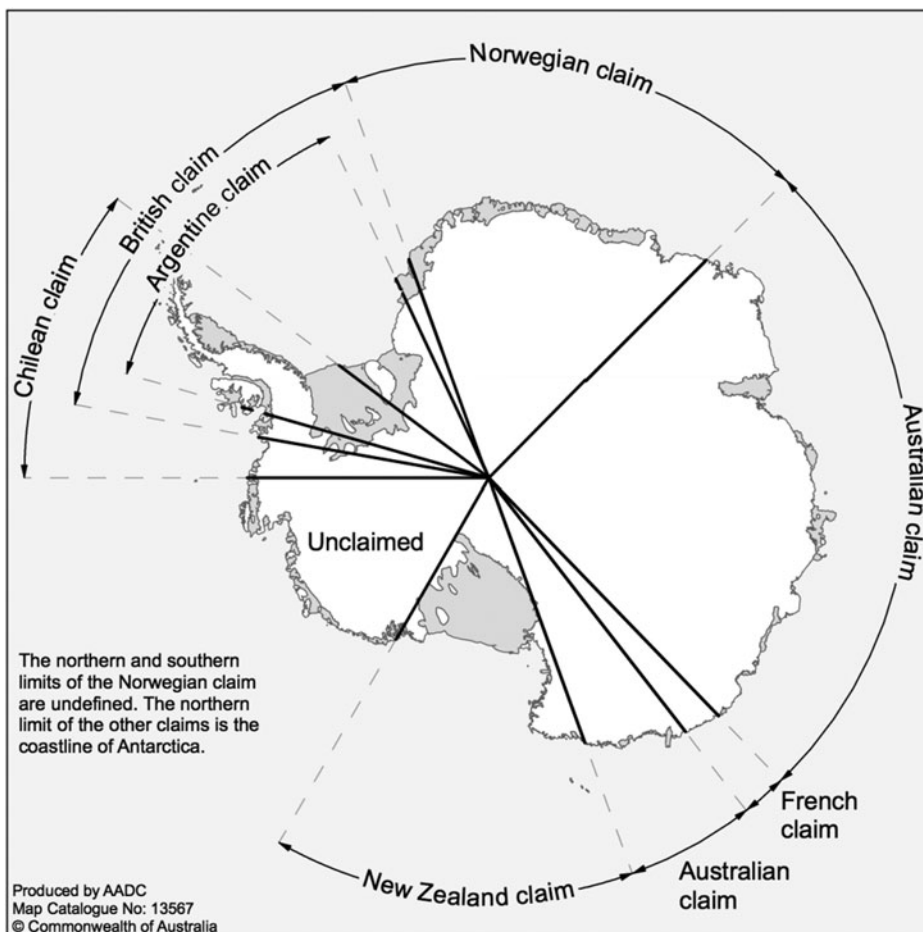 Norwegian claim
British claim
Argentine claim
Chilean claim
Australian claim
Unclaimed
The northern and southern
limits of the Norwegian claim
are undefined. The northern
limit of the other claims is the
coastline of Antarctica.
French
claim
Australian
claim
New Zealand claim
Produced by AADC
Map Catalogue No: 13567
© Commonwealth of Australia